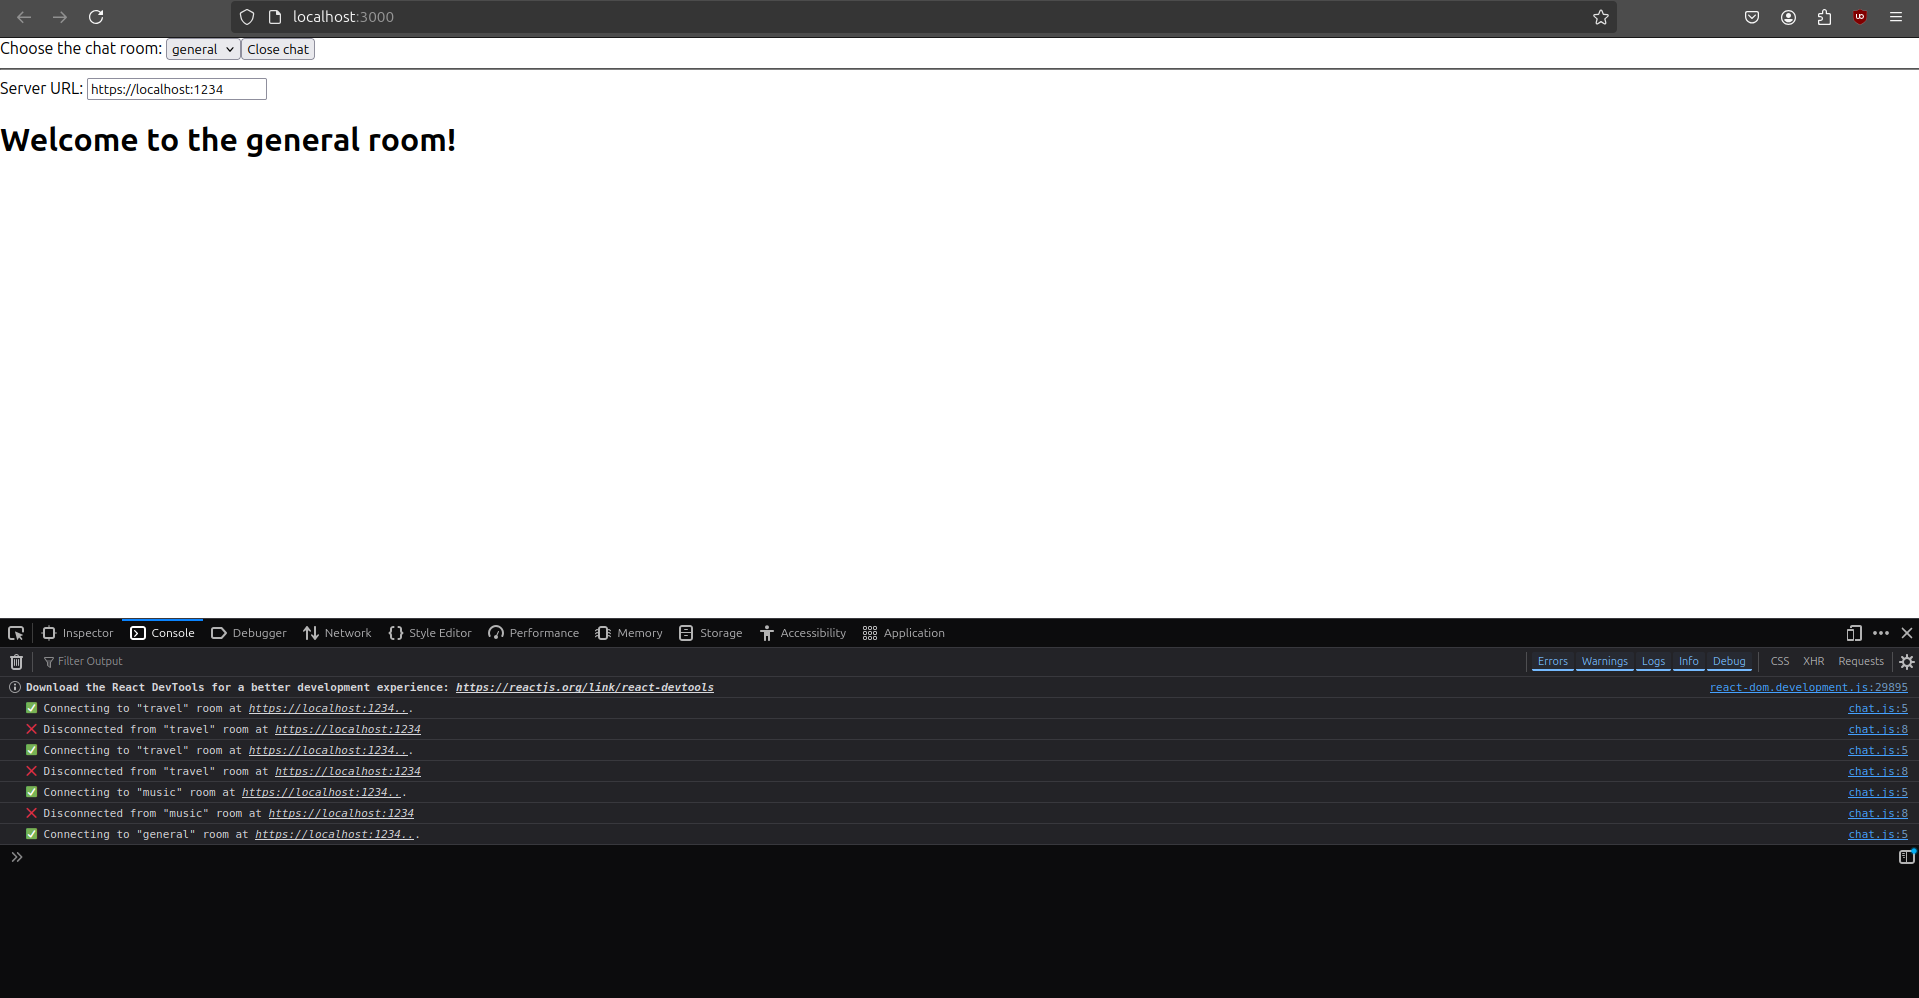 localhost:3000
Choose the chat room: general Close chat
Server URL: https://localhost:1234
Welcome to the general room!
Inspector Console Debugger Network Style Editor Performance Memory Storage Accessibility Application
Filter Output Errors Warnings Logs Info Debug CSS XHR Requests
Download the React DevTools for a better development experience: https://reactjs.org/link/react-devtools react-dom.development.js:29895
✅ Connecting to "travel" room at https://localhost:1234... chat.js:5
❌ Disconnected from "travel" room at https://localhost:1234 chat.js:8
✅ Connecting to "travel" room at https://localhost:1234... chat.js:5
❌ Disconnected from "travel" room at https://localhost:1234 chat.js:8
✅ Connecting to "music" room at https://localhost:1234... chat.js:5
❌ Disconnected from "music" room at https://localhost:1234 chat.js:8
✅ Connecting to "general" room at https://localhost:1234... chat.js:5